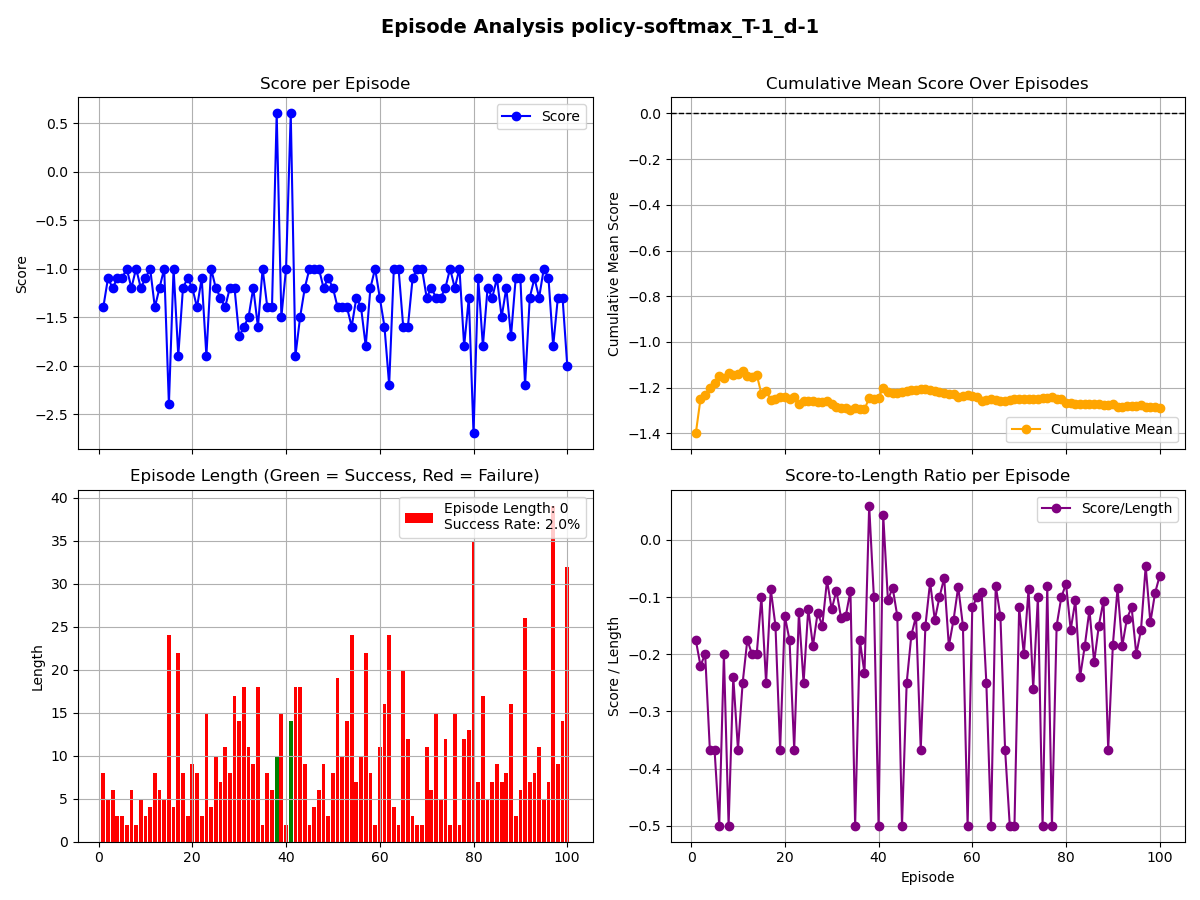 Episode Analysis policy-softmax_T-1_d-1
Score per Episode
Score
0.5
0.0
−0.5
−1.0
−1.5
−2.0
−2.5
Score
Cumulative Mean Score Over Episodes
0.0
−0.2
−0.4
−0.6
−0.8
−1.0
−1.2
−1.4
Cumulative Mean Score
Cumulative Mean
Episode Length (Green = Success, Red = Failure)
Episode Length: 0
Success Rate: 2.0%
40
35
30
25
20
15
10
5
0
Length
0 20 40 60 80 100
Score-to-Length Ratio per Episode
Score/Length
0.0
−0.1
−0.2
−0.3
−0.4
−0.5
Score / Length
0 20 40 60 80 100
Episode